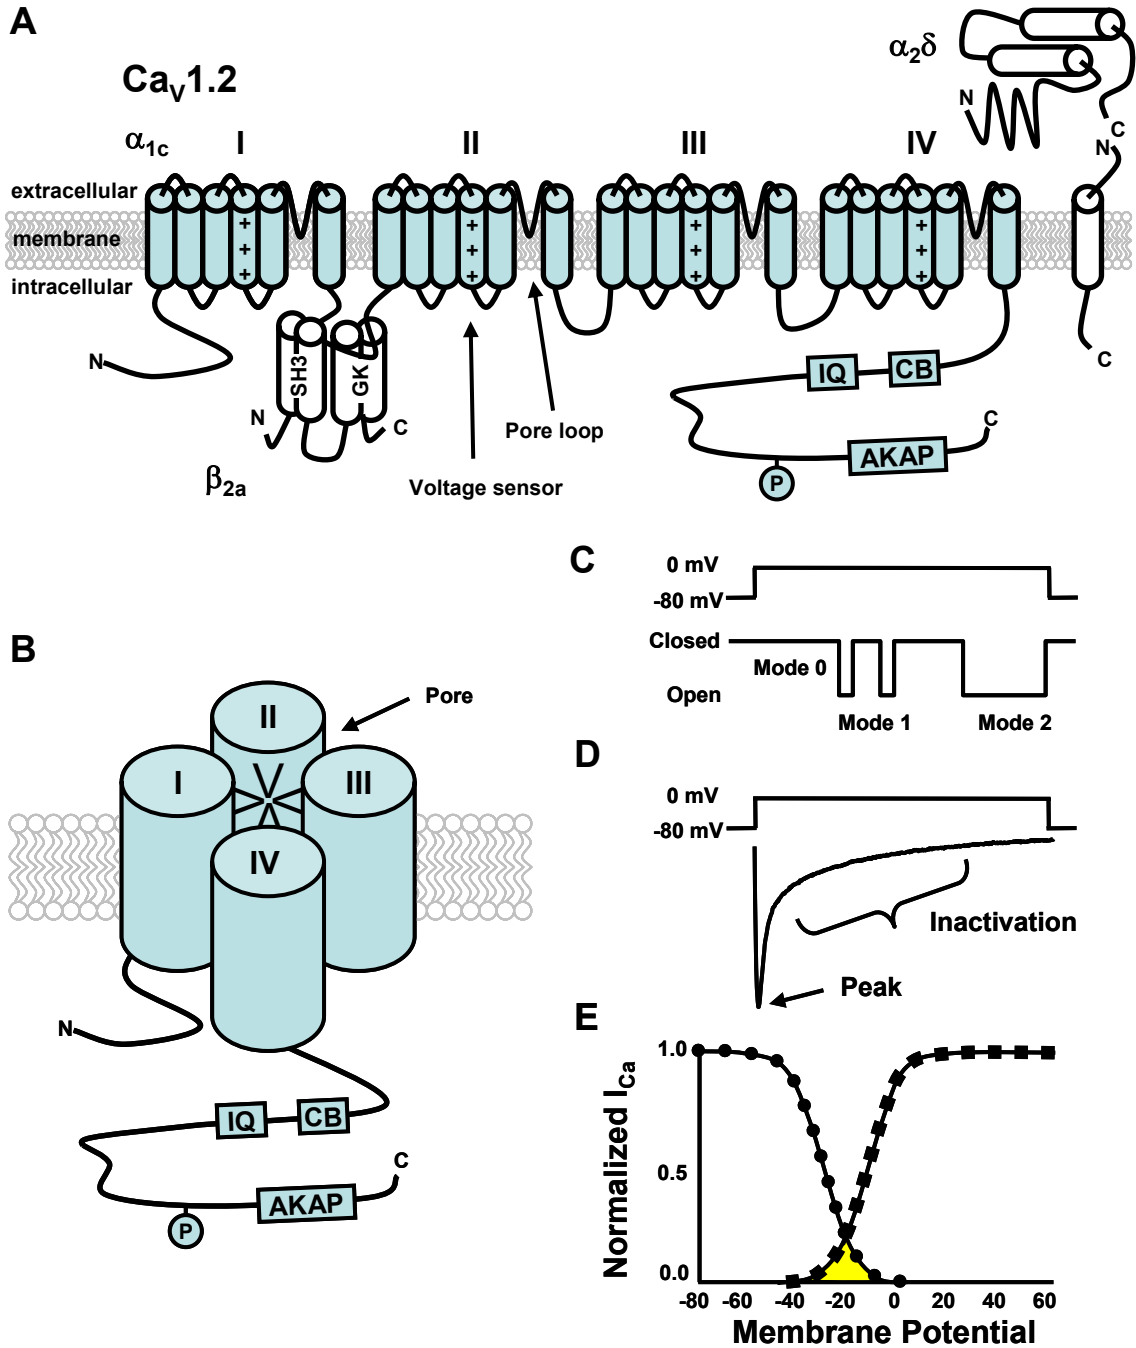 A
α2δ
CaV1.2
N
α1c I II III IV
C
N
extracellular
membrane
intracellular
+ + + +
+ + + +
+ + + +
N
SH3
GK
IQ
CB
C
N
C
Pore loop
C
β2a
Voltage sensor
AKAP
P
C
0 mV
-80 mV
Closed
Mode 0
Open
Mode 1
Mode 2
B
Pore
II
I
III
IV
N
IQ
CB
C
AKAP
P
D
0 mV
-80 mV
Inactivation
Peak
E
Normalized ICa
1.0
0.5
0.0
-80 -60 -40 -20 0 20 40 60
Membrane Potential